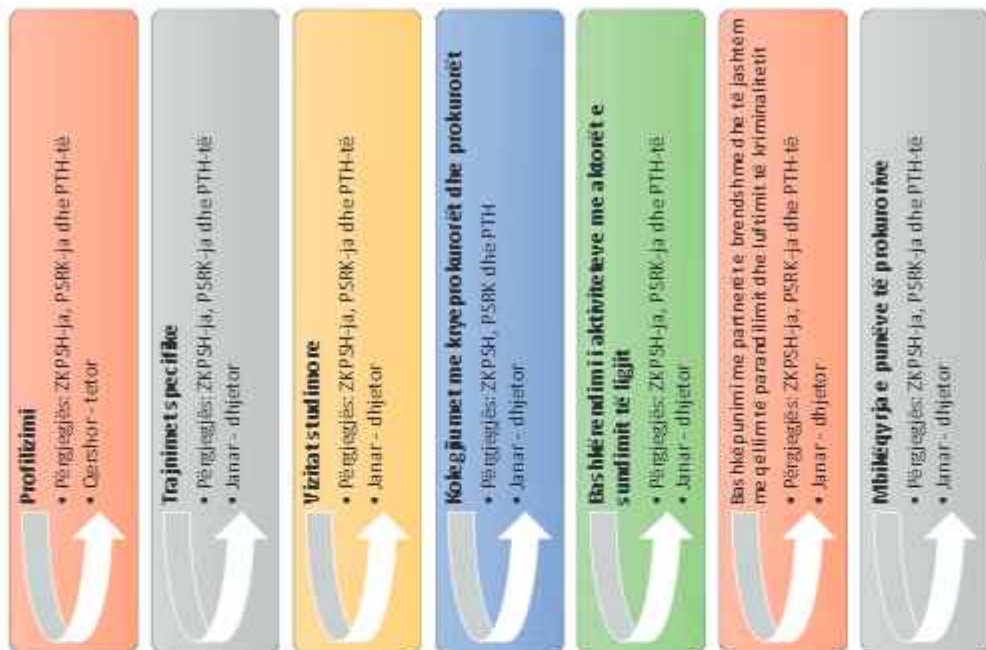 Profilizimi
• Përgjegjës: ZKPSH-ja, PSRK-ja dhe PTH-të
• Qershor - tetor
Trajnimet specifike
• Përgjegjës: ZKPSH-ja, PSRK-ja dhe PTH-të
• Janar - dhjetor
Vizitat studimore
• Përgjegjës: ZKPSH-ja, PSRK-ja dhe PTH-të
• Janar - dhjetor
Kolegjiumet me kryeprokurorët dhe prokurorët
• Përgjegjës: ZKPSH, PSRK dhe PTH
• Janar - dhjetor
Bashkërendimi i aktiviteteve me aktorët e
sundimit të ligjit
• Përgjegjës: ZKPSH-ja, PSRK-ja dhe PTH-të
• Janar - dhjetor
Bashkëpunimi me partnerët e brendshme dhe të jashtëm
me qëllim të parandalimit dhe luftimit të kriminalitetit
• Përgjegjës: ZKPSH-ja, PSRK-ja dhe PTH-të
• Janar - dhjetor
Mbikëqyrja e punëve të prokurorive
• Përgjegjës: ZKPSH-ja, PSRK-ja dhe PTH-të
• Janar - dhjetor